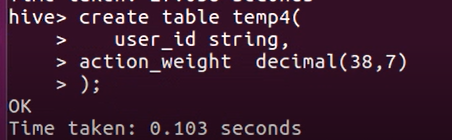 hive> create table temp4(
    >    user_id string,
    > action_weight  decimal(38,7)
    > );
OK
Time taken: 0.103 seconds